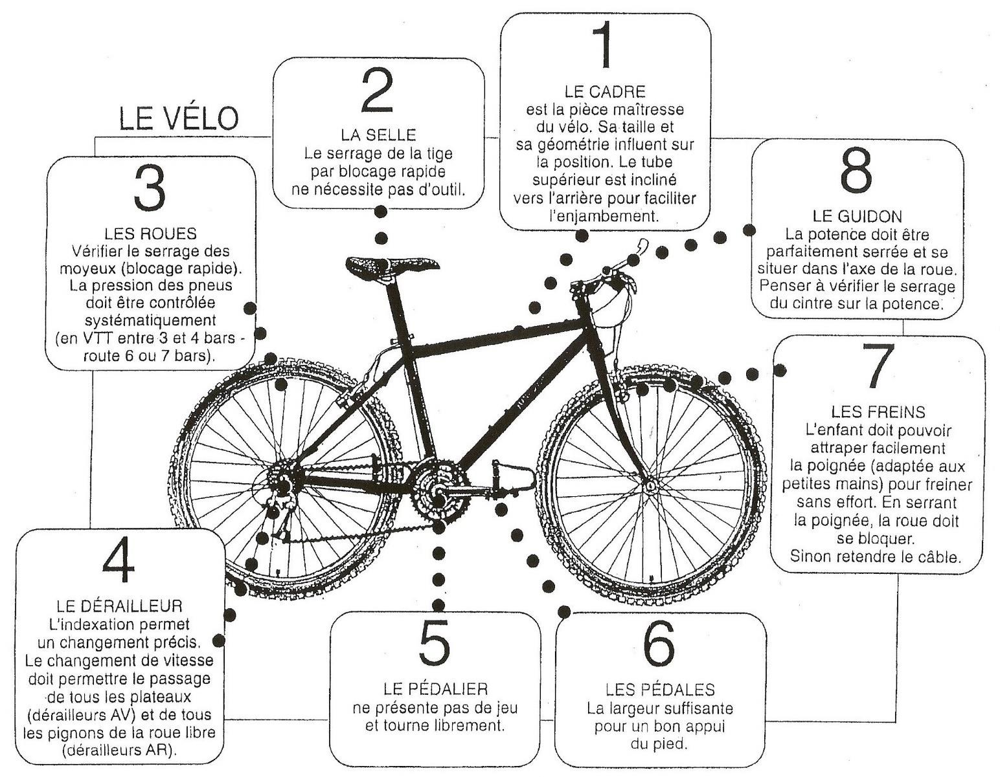 LE VÉLO
1
LE CADRE
est la pièce maîtresse
du vélo. Sa taille et
sa géométrie influent sur
la position. Le tube
supérieur est incliné
vers l'arrière pour faciliter
l'enjambement.
2
LA SELLE
Le serrage de la tige
par blocage rapide
ne nécessite pas d'outil.
3
LES ROUES
Vérifier le serrage des
moyeux (blocage rapide).
La pression des pneus
doit être contrôlée
systématiquement
(en VTT entre 3 et 4 bars -
route 6 ou 7 bars).
4
LE DÉRAILLEUR
L'indexation permet
un changement précis.
Le changement de vitesse
doit permettre le passage
de tous les plateaux
(dérailleurs AV) et de tous
les pignons de la roue libre
(dérailleurs AR).
5
LE PÉDALIER
ne présente pas de jeu
et tourne librement.
6
LES PÉDALES
La largeur suffisante
pour un bon appui
du pied.
7
LES FREINS
L'enfant doit pouvoir
attraper facilement
la poignée (adaptée aux
petites mains) pour freiner
sans effort. En serrant
la poignée, la roue doit
se bloquer.
Sinon retendre le câble.
8
LE GUIDON
La potence doit être
parfaitement serrée et se
situer dans l'axe de la roue.
Penser à vérifier le serrage
du cintre sur la potence.